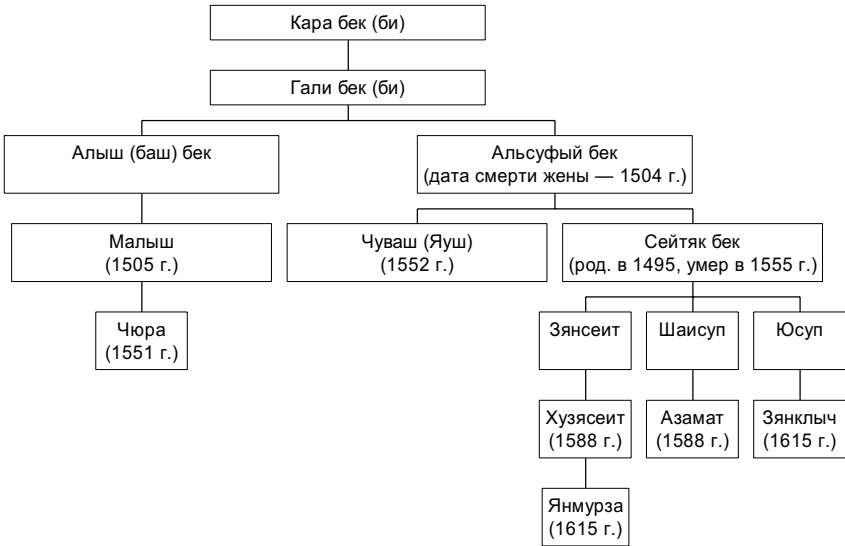 Кара бек (би)
Гали бек (би)
Алыш (баш) бек
Альсуфый бек
(дата смерти жены — 1504 г.)
Малыш
(1505 г.)
Чуваш (Яуш)
(1552 г.)
Сейтяк бек
(род. в 1495, умер в 1555 г.)
Чюра
(1551 г.)
Зянсеит
Шаисуп
Юсуп
Хузясеит
(1588 г.)
Азамат
(1588 г.)
Зянклыч
(1615 г.)
Янмурза
(1615 г.)